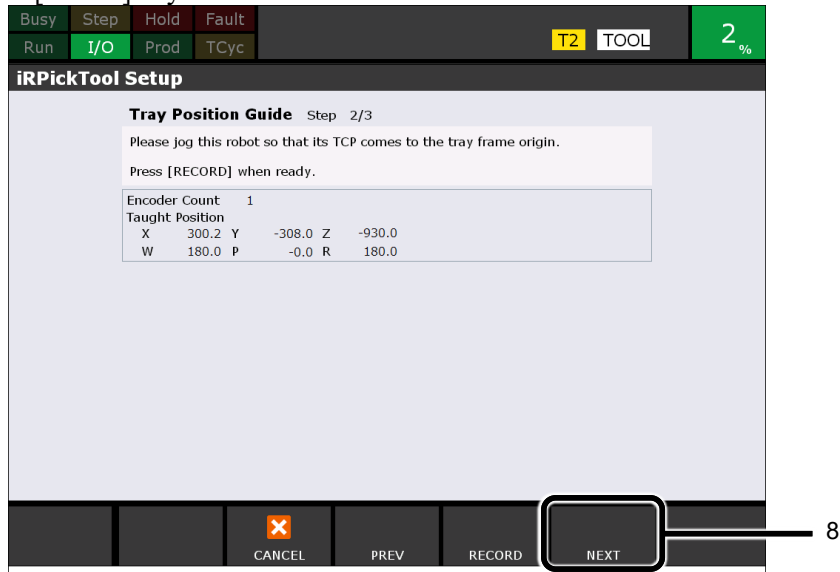 Busy Step Hold Fault
Run I/O Prod TCyc T2 TOOL 2 %
iRPickTool Setup
Tray Position Guide Step 2/3
Please jog this robot so that its TCP comes to the tray frame origin.
Press [RECORD] when ready.
Encoder Count 1
Taught Position
X 300.2 Y -308.0 Z -930.0
W 180.0 P -0.0 R 180.0
8
CANCEL PREV RECORD NEXT